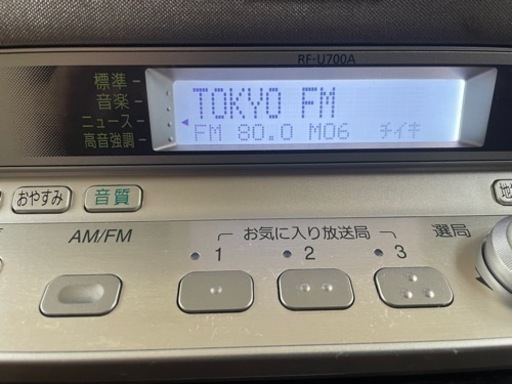 RF-U700A
標準
音楽
ニュース
高音強調
TOKYO FM
FM 80.0 M06 チイキ
おやすみ
音質
AM/FM
お気に入り放送局
選局
1
2
3